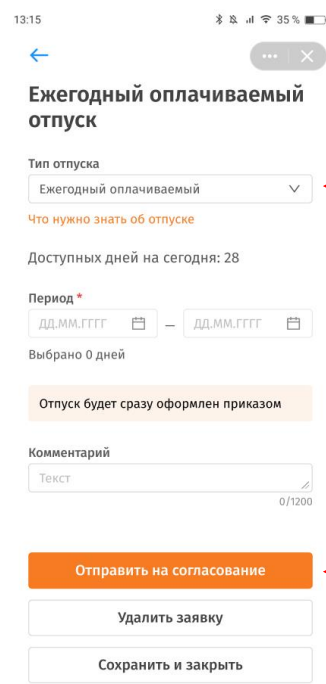 13:15
35 %
Ежегодный оплачиваемый
отпуск
Тип отпуска
Ежегодный оплачиваемый
Что нужно знать об отпуске
Доступных дней на сегодня: 28
Период *
ДД.ММ.ГГГГ – ДД.ММ.ГГГГ
Выбрано 0 дней
Отпуск будет сразу оформлен приказом
Комментарий
Текст
0/1200
Отправить на согласование
Удалить заявку
Сохранить и закрыть